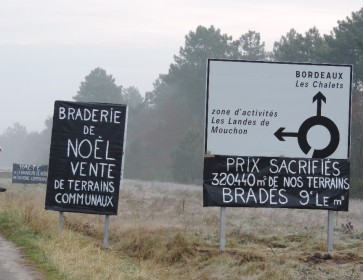 BRADERIE
DE
NOËL
VENTE
DE TERRAINS
COMMUNAUX
BORDEAUX
Les Chalets
zone d'activités
Les Landes de
Mouchon
PRIX SACRIFIÉS
320440 m² DE NOS TERRAINS
BRADÉS 9€ LE m²